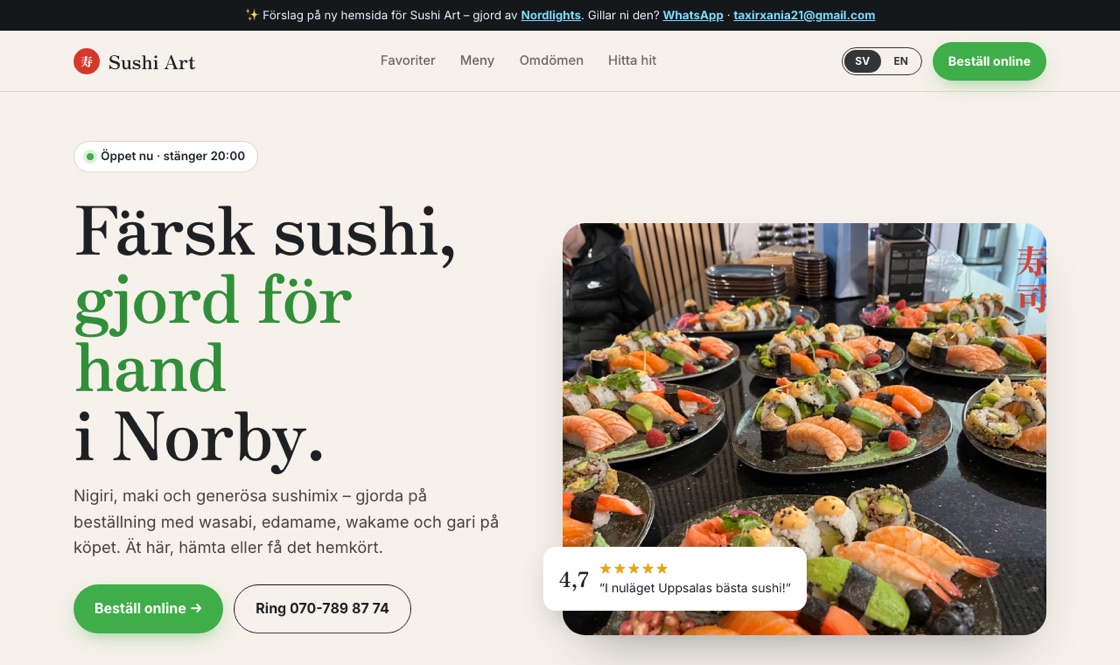 ✨ Förslag på ny hemsida för Sushi Art – gjord av Nordlights. Gillar ni den? WhatsApp · taxirxania21@gmail.com
寿 Sushi Art
Favoriter Meny Omdömen Hitta hit
SV EN
Beställ online
Öppet nu · stänger 20:00
Färsk sushi,
gjord för
hand
i Norby.
Nigiri, maki och generösa sushimix – gjorda på
beställning med wasabi, edamame, wakame och gari på
köpet. Ät här, hämta eller få det hemkört.
Beställ online →
Ring 070-789 87 74
寿司
4,7 ★★★★★
”I nuläget Uppsalas bästa sushi!”